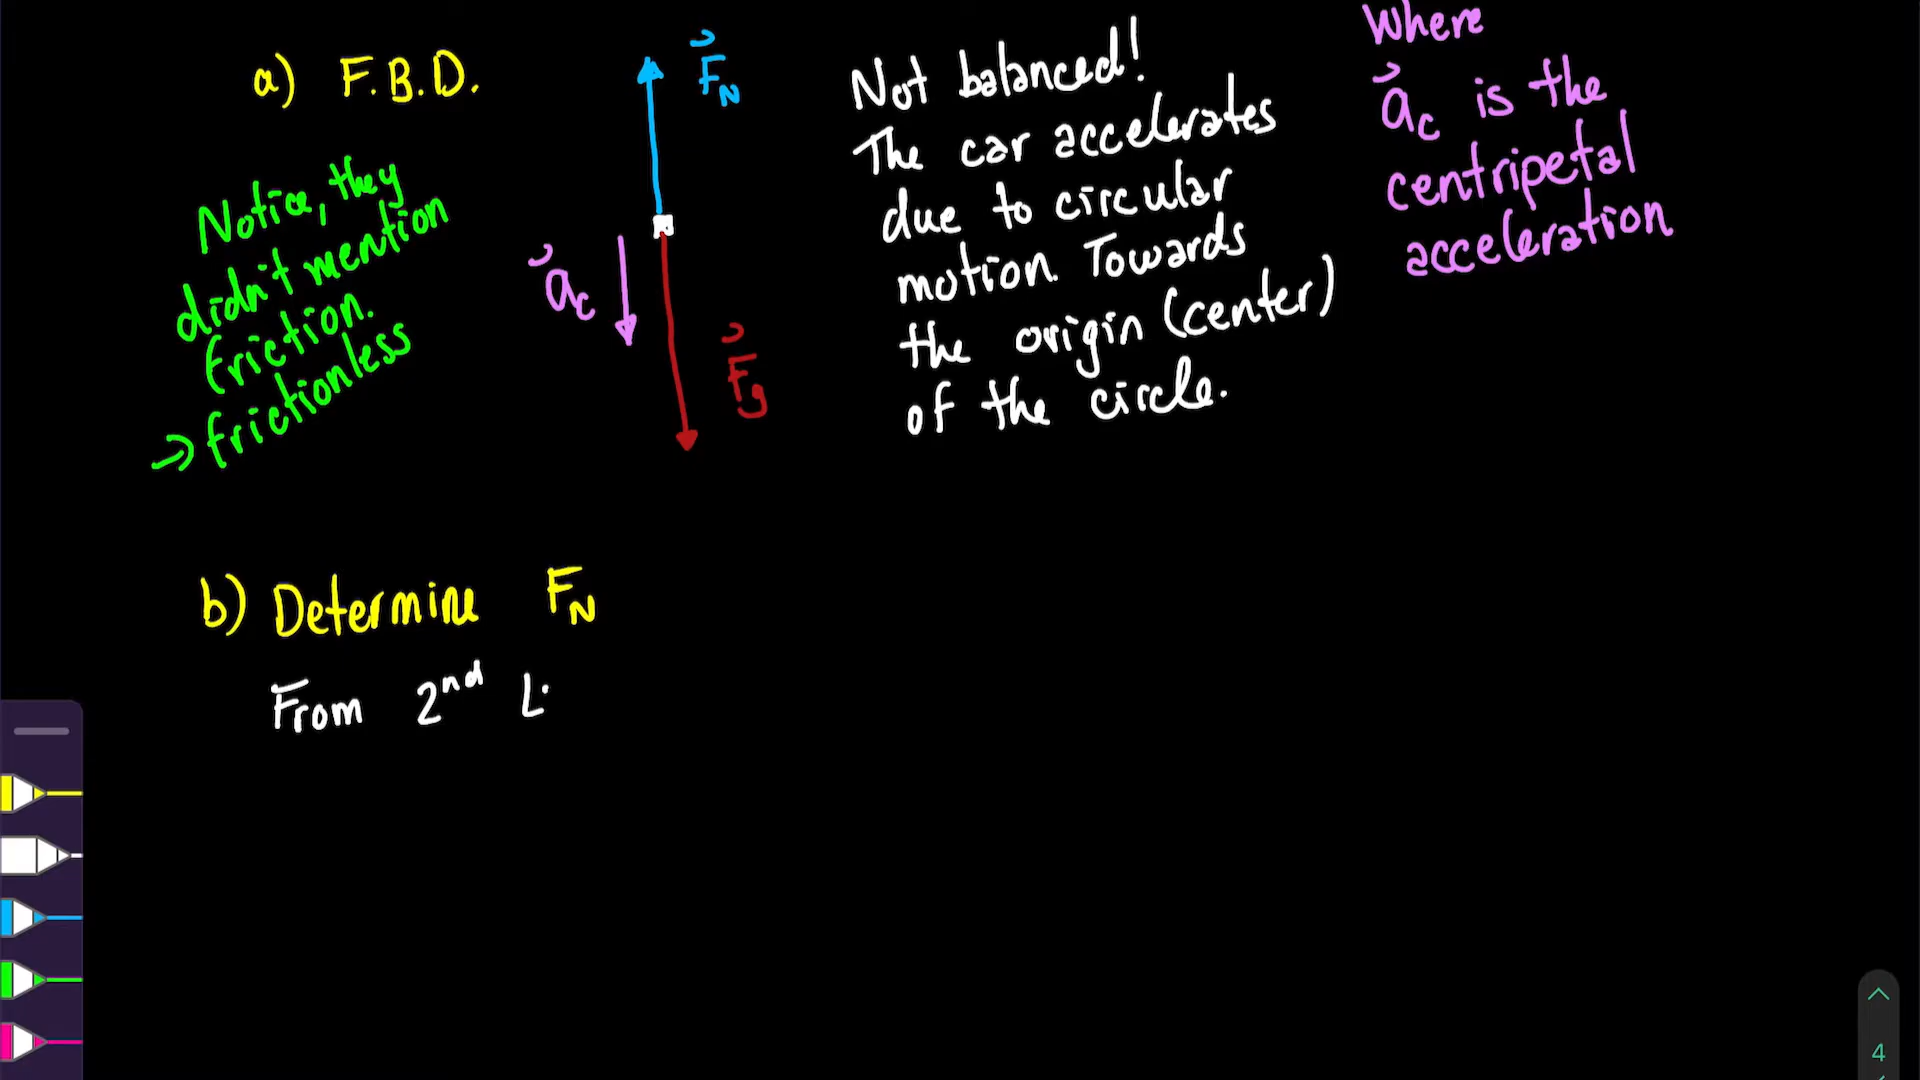 a) F.B.D.
Notice, they
didn't mention
friction.
→ frictionless
F_N
a_c
F_g
Not balanced!
The car accelerates
due to circular
motion. Towards
the origin (center)
of the circle.
Where
a_c is the
centripetal
acceleration
b) Determine F_N
From 2nd L
4